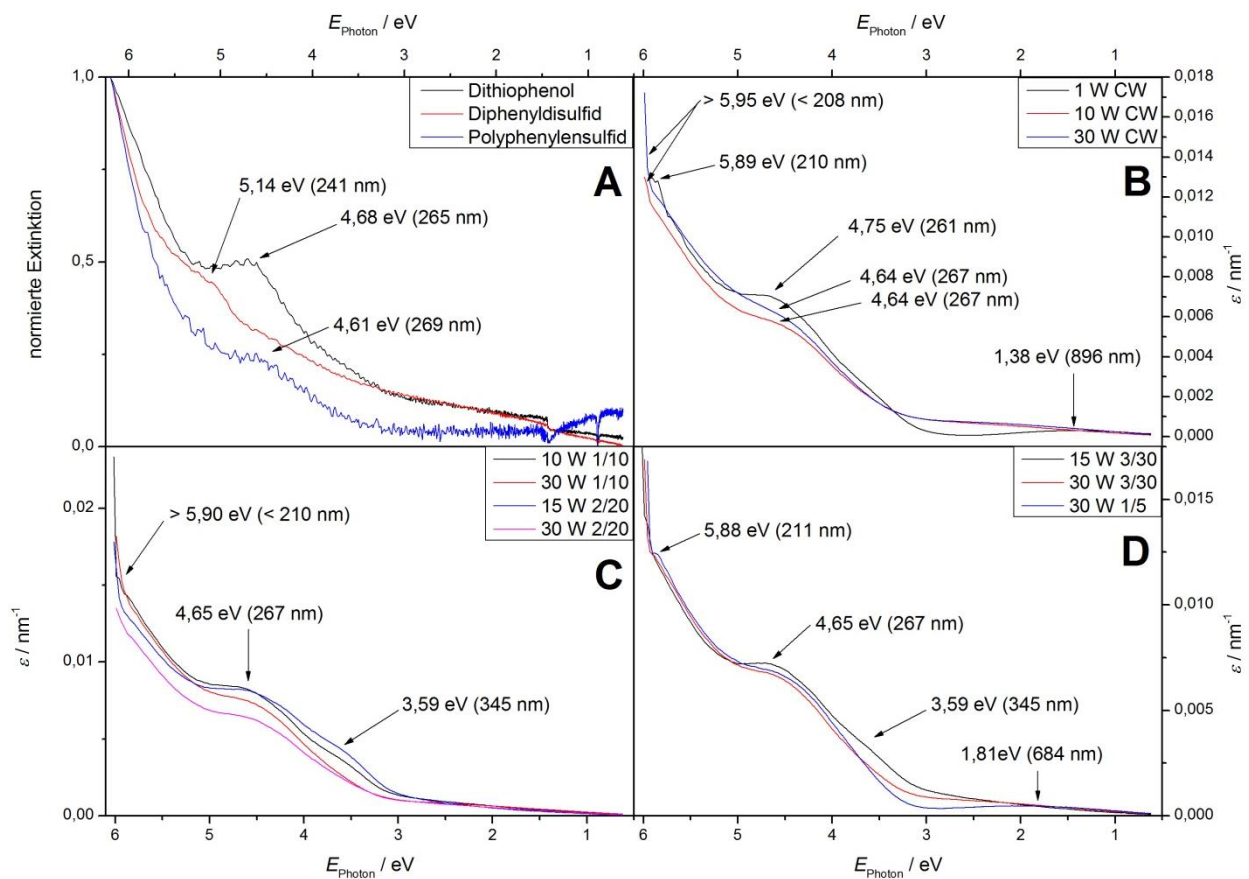 E_Photon / eV
6 5 4 3 2 1
normierte Extinktion
1,0
0,5
0,0
Dithiophenol
Diphenyldisulfid
Polyphenylensulfid
A
5,14 eV (241 nm)
4,68 eV (265 nm)
4,61 eV (269 nm)
E_Photon / eV
6 5 4 3 2 1
1 W CW
10 W CW
30 W CW
B
> 5,95 eV (< 208 nm)
5,89 eV (210 nm)
4,75 eV (261 nm)
4,64 eV (267 nm)
4,64 eV (267 nm)
1,38 eV (896 nm)
0,018
0,016
0,014
0,012
0,010
0,008
0,006
0,004
0,002
0,000
ε / nm⁻¹
10 W 1/10
30 W 1/10
15 W 2/20
30 W 2/20
C
> 5,90 eV (< 210 nm)
4,65 eV (267 nm)
3,59 eV (345 nm)
0,02
0,01
0,00
ε / nm⁻¹
6 5 4 3 2 1
E_Photon / eV
15 W 3/30
30 W 3/30
30 W 1/5
D
5,88 eV (211 nm)
4,65 eV (267 nm)
3,59 eV (345 nm)
1,81eV (684 nm)
0,015
0,010
0,005
0,000
ε / nm⁻¹
6 5 4 3 2 1
E_Photon / eV